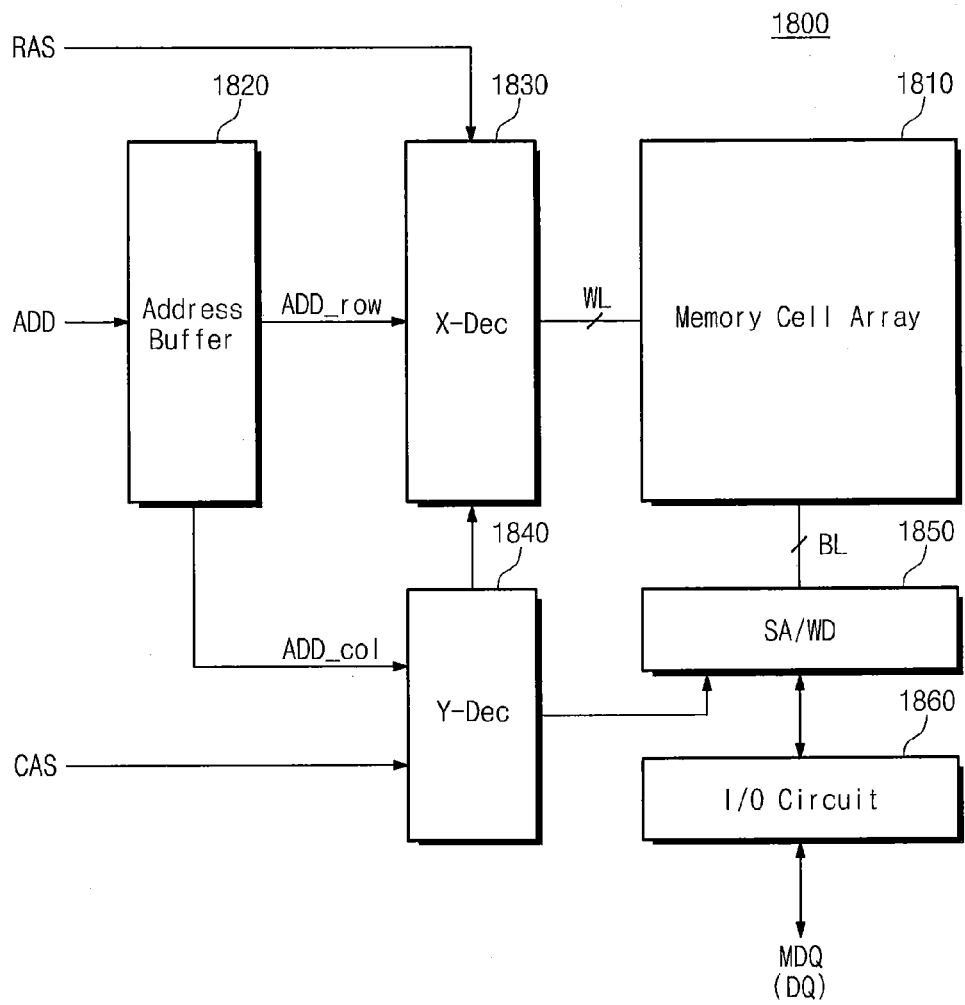 1800
RAS
1820
1830
1810
ADD
Address
Buffer
ADD_row
X-Dec
WL
Memory Cell Array
1840
BL
1850
ADD_col
SA/WD
Y-Dec
1860
CAS
I/O Circuit
MDQ
(DQ)